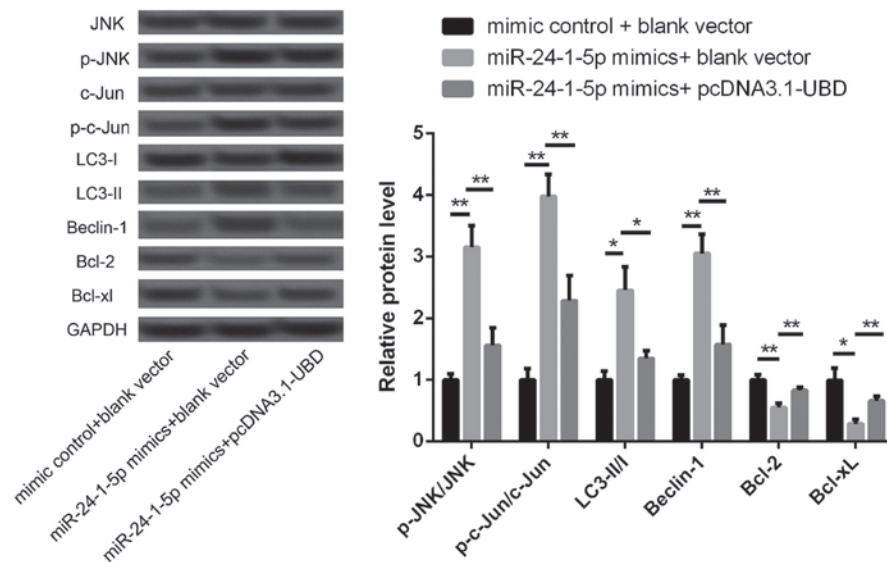 JNK
p-JNK
c-Jun
p-c-Jun
LC3-I
LC3-II
Beclin-1
Bcl-2
Bcl-xl
GAPDH
mimic control+blank vector
miR-24-1-5p mimics+blank vector
miR-24-1-5p mimics+pcDNA3.1-UBD
mimic control + blank vector
miR-24-1-5p mimics+ blank vector
miR-24-1-5p mimics+ pcDNA3.1-UBD
Relative protein level
5
4
3
2
1
0
** **
** **
* *
** **
** **
* **
p-JNK/JNK
p-c-Jun/c-Jun
LC3-II/I
Beclin-1
Bcl-2
Bcl-xL